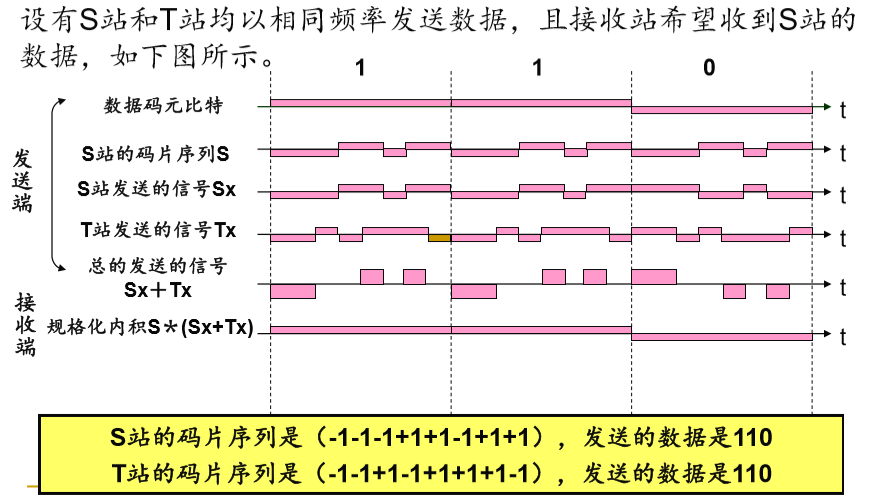 设有S站和T站均以相同频率发送数据，且接收站希望收到S站的
数据，如下图所示。
1 1 0
数据码元比特 t
发送端
S站的码片序列S t
S站发送的信号Sx t
T站发送的信号Tx t
总的发送的信号
Sx＋Tx t
接收端
规格化内积S＊(Sx+Tx) t
S站的码片序列是（-1-1-1+1+1-1+1+1），发送的数据是110
T站的码片序列是（-1-1+1-1+1+1+1-1），发送的数据是110